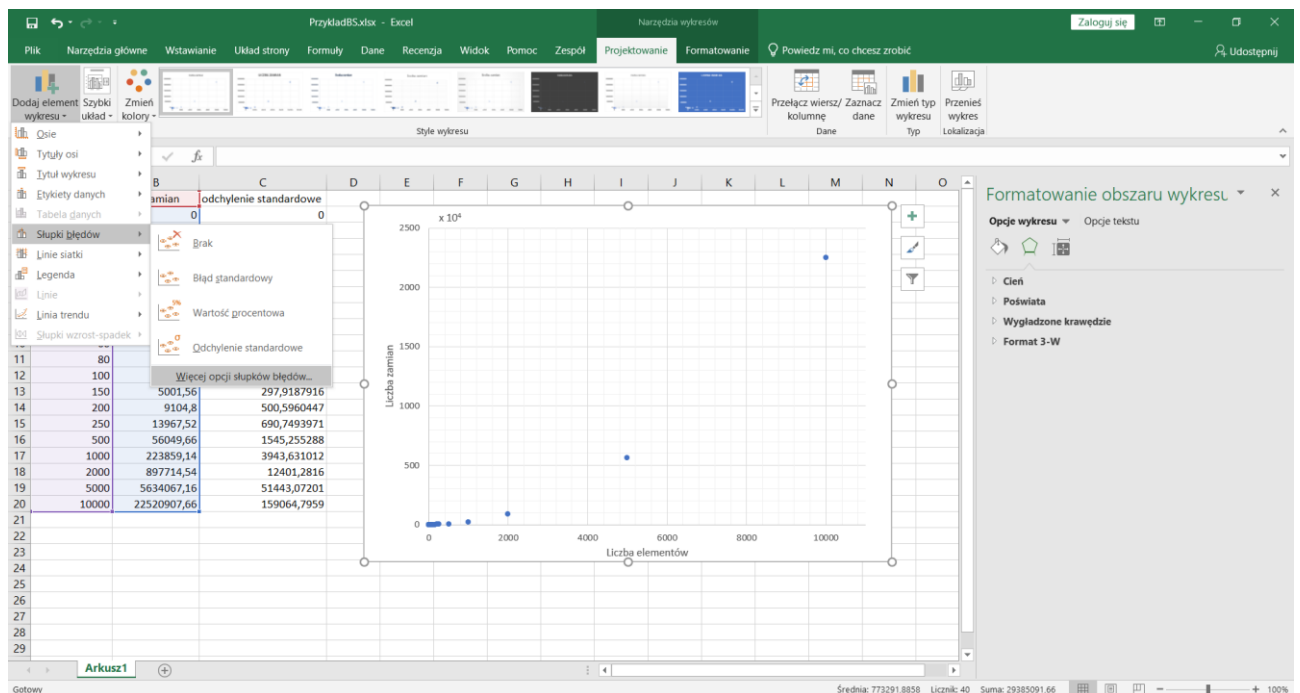 PrzykladBS.xlsx - Excel
Narzędzia wykresów
Zaloguj się
Plik Narzędzia główne Wstawianie Układ strony Formuły Dane Recenzja Widok Pomoc Zespół Projektowanie Formatowanie Powiedz mi, co chcesz zrobić Udostępnij
Dodaj element wykresu
Szybki układ
Zmień kolory
Przełącz wiersz/ kolumnę
Zaznacz dane
Zmień typ wykresu
Przenieś wykres
Style wykresu
Dane
Typ
Lokalizacja
Osie
Tytuły osi
Tytuł wykresu
Etykiety danych
Tabela danych
Słupki błędów
Linie siatki
Legenda
Linie
Linia trendu
Słupki wzrost-spadek
Brak
Błąd standardowy
Wartość procentowa
Odchylenie standardowe
Więcej opcji słupków błędów...
fx
B C D E F G H I J K L M N O
amian odchylenie standardowe
0 0
11 80
12 100
13 150 5001,56 297,9187916
14 200 9104,8 500,5960447
15 250 13967,52 690,7493971
16 500 56049,66 1545,255288
17 1000 223859,14 3943,631012
18 2000 897714,54 12401,2816
19 5000 5634067,16 51443,07201
20 10000 22520907,66 159064,7959
21
22
23
24
25
26
27
28
29
x 10⁴
2500
2000
1500
1000
500
0
Liczba zamian
0 2000 4000 6000 8000 10000
Liczba elementów
Formatowanie obszaru wykresu
Opcje wykresu Opcje tekstu
Cień
Poświata
Wygładzone krawędzie
Format 3-W
Arkusz1
Gotowy
Średnia: 773291,8858 Licznik: 40 Suma: 29385091,66
100%